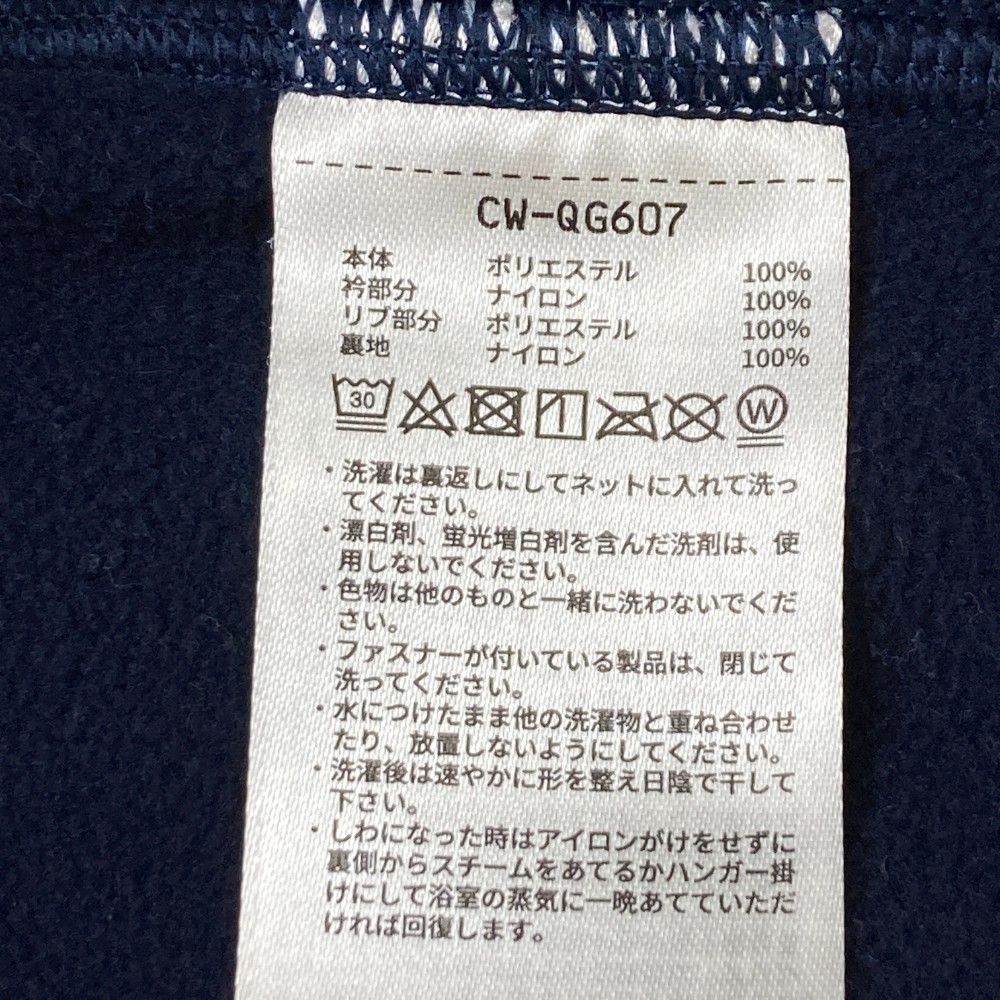 CW-QG607
本体 ポリエステル 100%
衿部分 ナイロン 100%
リブ部分 ポリエステル 100%
裏地 ナイロン 100%
30 W
・洗濯は裏返しにしてネットに入れて洗っ
てください。
・漂白剤、蛍光増白剤を含んだ洗剤は、使
用しないでください。
・色物は他のものと一緒に洗わないでくだ
さい。
・ファスナーが付いている製品は、閉じて
洗ってください。
・水につけたまま他の洗濯物と重ね合わせ
たり、放置しないようにしてください。
・洗濯後は速やかに形を整え日陰で干して
下さい。
・しわになった時はアイロンがけをせずに
裏側からスチームをあてるかハンガー掛
けにして浴室の蒸気に一晩あてていただ
ければ回復します。